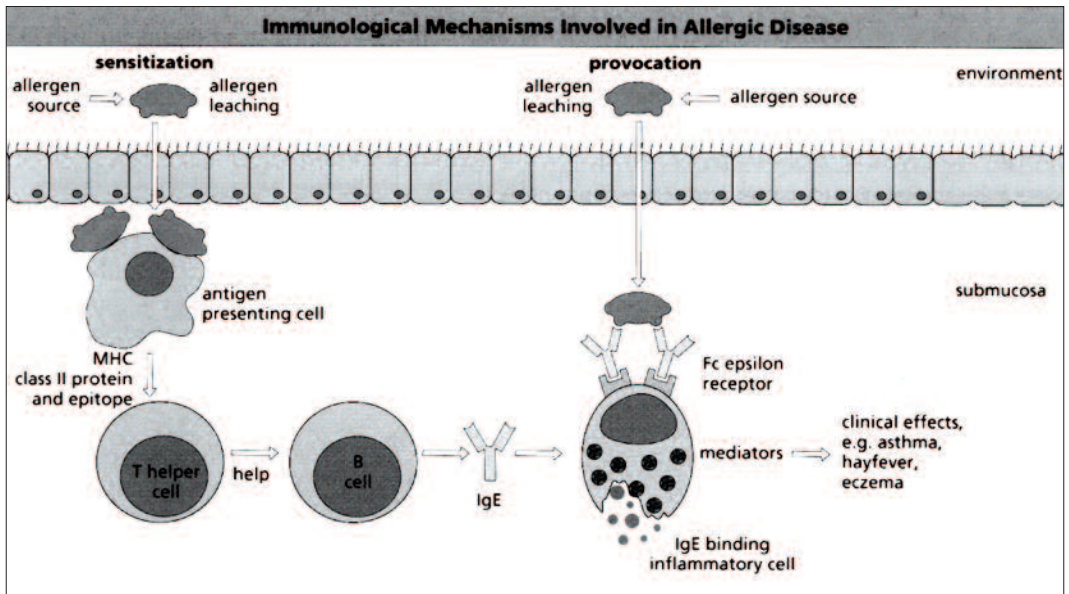 Immunological Mechanisms Involved in Allergic Disease
sensitization
allergen
source
allergen
leaching
provocation
allergen
leaching
allergen source
environment
antigen
presenting cell
submucosa
MHC
class II protein
and epitope
Fc epsilon
receptor
T helper
cell
help
B
cell
IgE
mediators
clinical effects,
e.g. asthma,
hayfever,
eczema
IgE binding
inflammatory cell